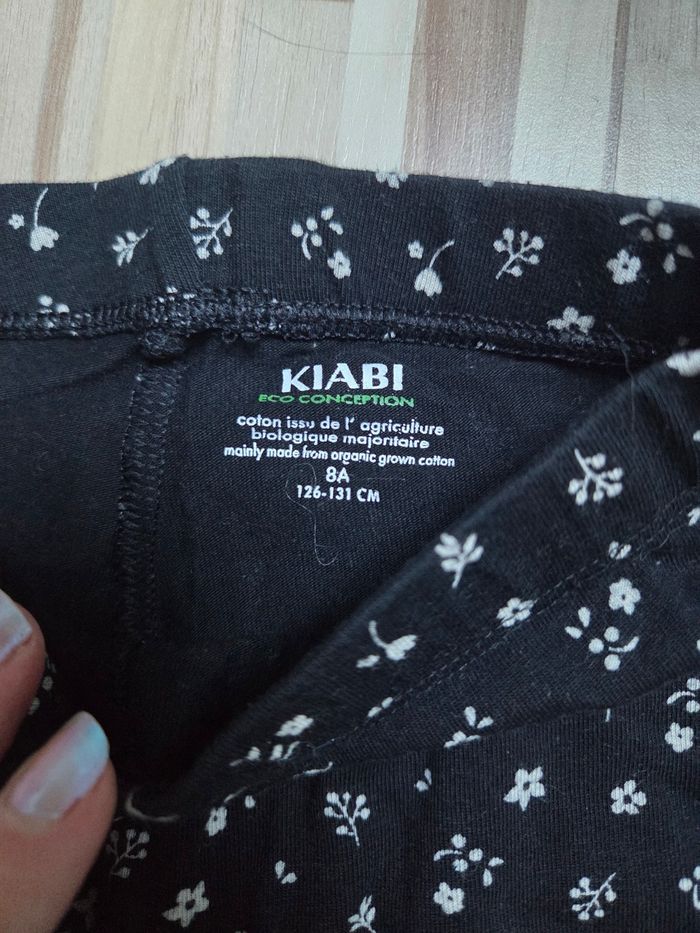 KIABI
ECO CONCEPTION
coton issu de l' agriculture
biologique majoritaire
mainly made from organic grown cotton
8A
126-131 CM